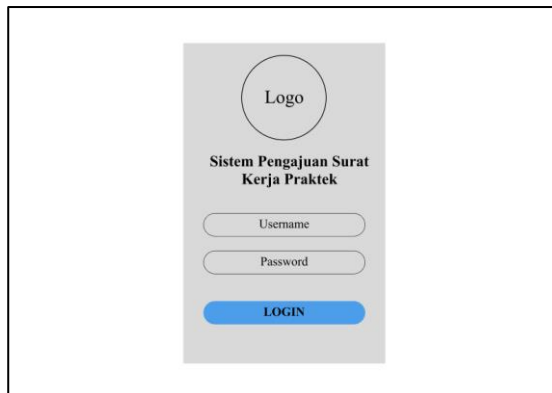 Logo
Sistem Pengajuan Surat
Kerja Praktek
Username
Password
LOGIN